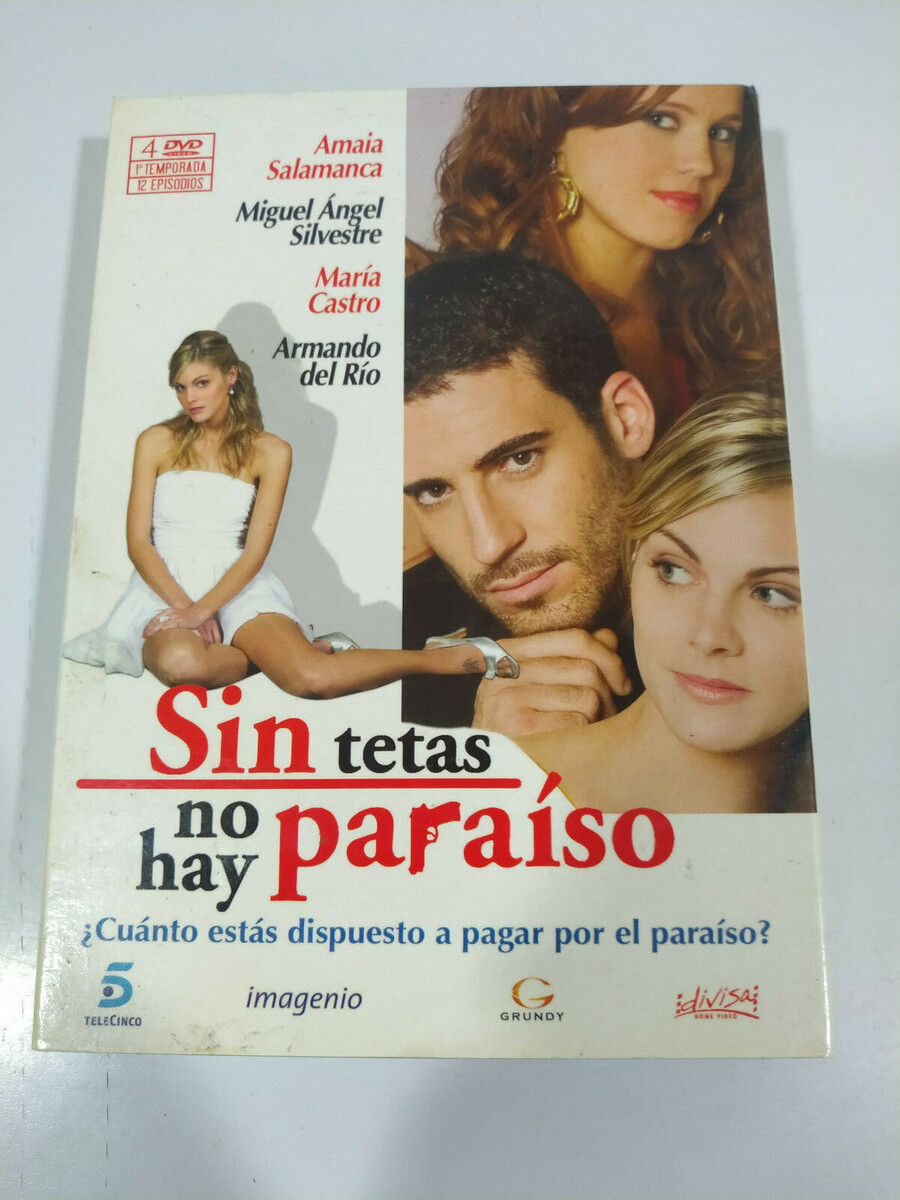 4 DVD
VIDEO
1ª TEMPORADA
12 EPISODIOS
Amaia
Salamanca
Miguel Ángel
Silvestre
María
Castro
Armando
del Río
Sin tetas
no
hay paraíso
¿Cuánto estás dispuesto a pagar por el paraíso?
5
TELECINCO
imagenio
G
GRUNDY
divisa
HOME VIDEO